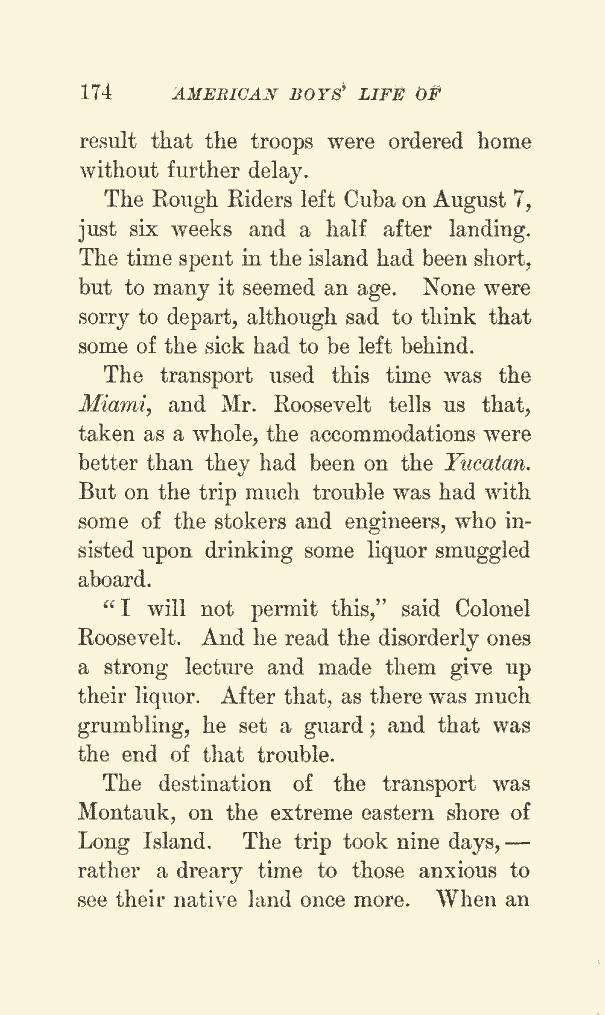 174 AMERICAN BOYS' LIFE OF
result that the troops were ordered home
without further delay.
The Rough Riders left Cuba on August 7,
just six weeks and a half after landing.
The time spent in the island had been short,
but to many it seemed an age. None were
sorry to depart, although sad to think that
some of the sick had to be left behind.
The transport used this time was the
Miami, and Mr. Roosevelt tells us that,
taken as a whole, the accommodations were
better than they had been on the Yucatan.
But on the trip much trouble was had with
some of the stokers and engineers, who in-
sisted upon drinking some liquor smuggled
aboard.
“I will not permit this,” said Colonel
Roosevelt. And he read the disorderly ones
a strong lecture and made them give up
their liquor. After that, as there was much
grumbling, he set a guard; and that was
the end of that trouble.
The destination of the transport was
Montauk, on the extreme eastern shore of
Long Island. The trip took nine days,—
rather a dreary time to those anxious to
see their native land once more. When an